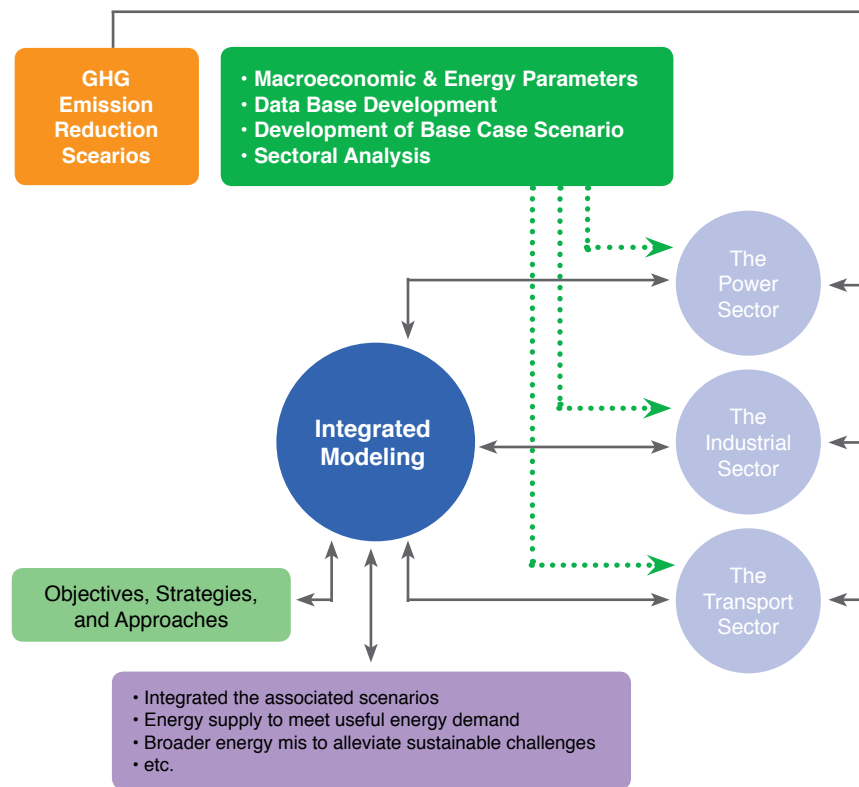 GHG
Emission
Reduction
Scearios
· Macroeconomic & Energy Parameters
· Data Base Development
· Development of Base Case Scenario
· Sectoral Analysis
The
Power
Sector
Integrated
Modeling
The
Industrial
Sector
Objectives, Strategies,
and Approaches
The
Transport
Sector
· Integrated the associated scenarios
· Energy supply to meet useful energy demand
· Broader energy mis to alleviate sustainable challenges
· etc.